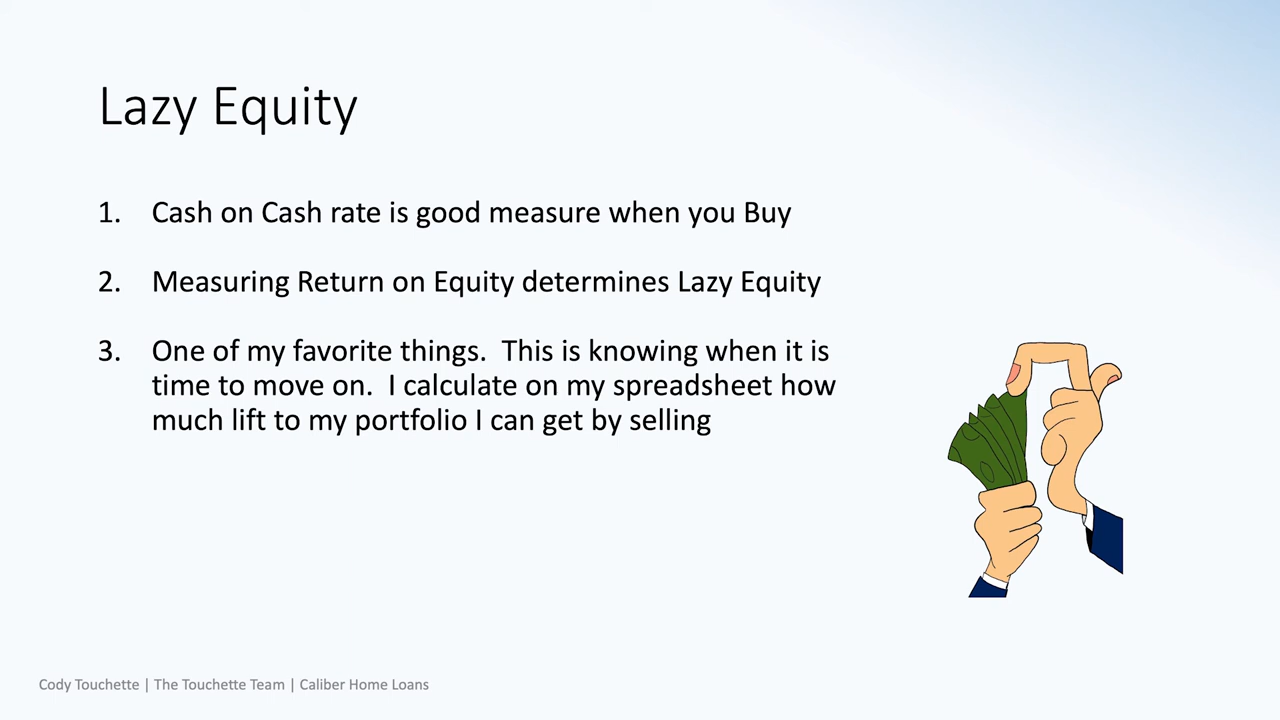 Lazy Equity
1. Cash on Cash rate is good measure when you Buy
2. Measuring Return on Equity determines Lazy Equity
3. One of my favorite things.  This is knowing when it is
time to move on.  I calculate on my spreadsheet how
much lift to my portfolio I can get by selling
Cody Touchette | The Touchette Team | Caliber Home Loans